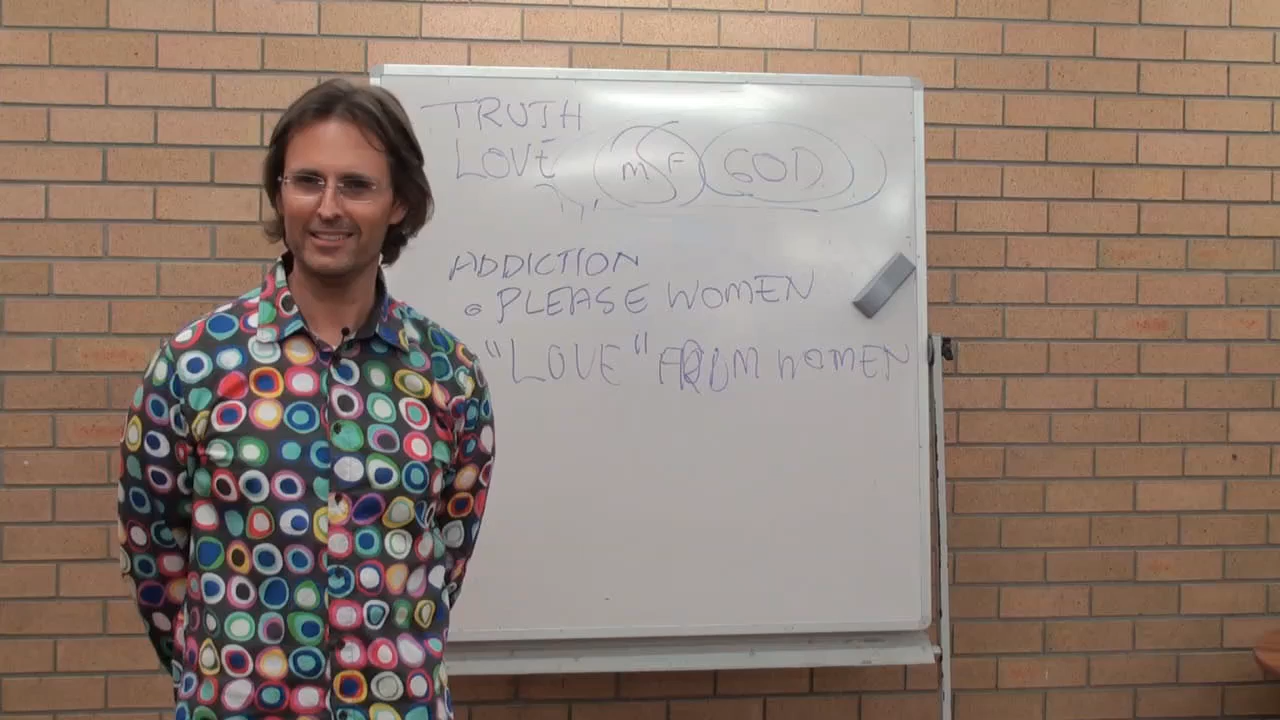 TRUTH
LOVE M F GOD
ADDICTION
• PLEASE WOMEN
"LOVE" FROM WOMEN